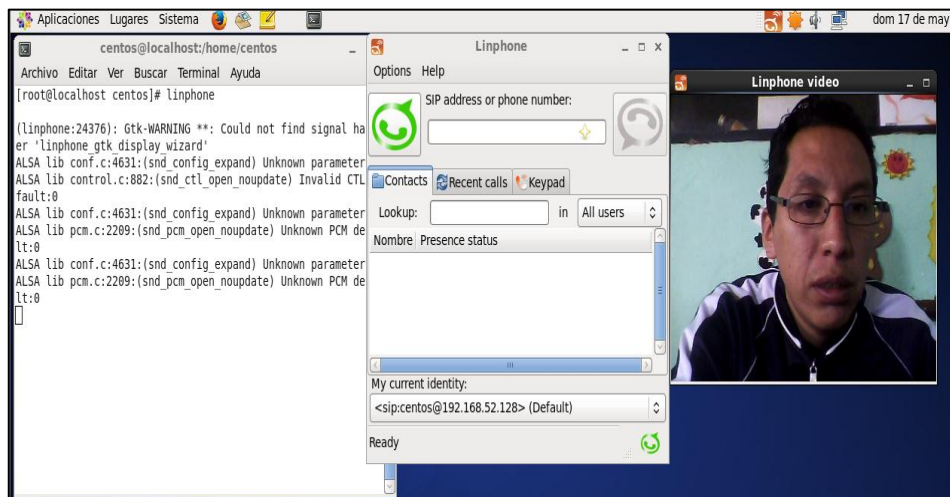 Aplicaciones Lugares Sistema
dom 17 de may
centos@localhost:/home/centos
Archivo Editar Ver Buscar Terminal Ayuda
[root@localhost centos]# linphone
(linphone:24376): Gtk-WARNING **: Could not find signal ha
er 'linphone_gtk_display_wizard'
ALSA lib conf.c:4631:(snd_config_expand) Unknown parameter
ALSA lib control.c:882:(snd_ctl_open_noupdate) Invalid CTL
fault:0
ALSA lib conf.c:4631:(snd_config_expand) Unknown parameter
ALSA lib pcm.c:2209:(snd_pcm_open_noupdate) Unknown PCM de
lt:0
ALSA lib conf.c:4631:(snd_config_expand) Unknown parameter
ALSA lib pcm.c:2209:(snd_pcm_open_noupdate) Unknown PCM de
lt:0
Linphone
Options Help
SIP address or phone number:
Contacts Recent calls Keypad
Lookup: in All users
Nombre Presence status
My current identity:
<sip:centos@192.168.52.128> (Default)
Ready
Linphone video